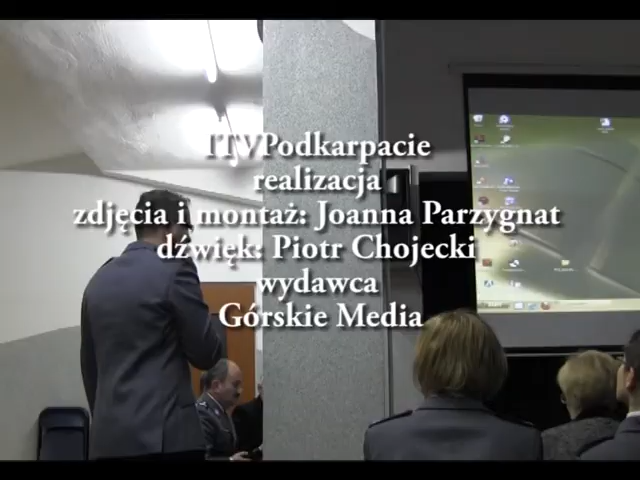 ITVPodkarpacie
realizacja
zdjęcia i montaż: Joanna Parzygnat
dźwięk: Piotr Chojecki
wydawca
Górskie Media